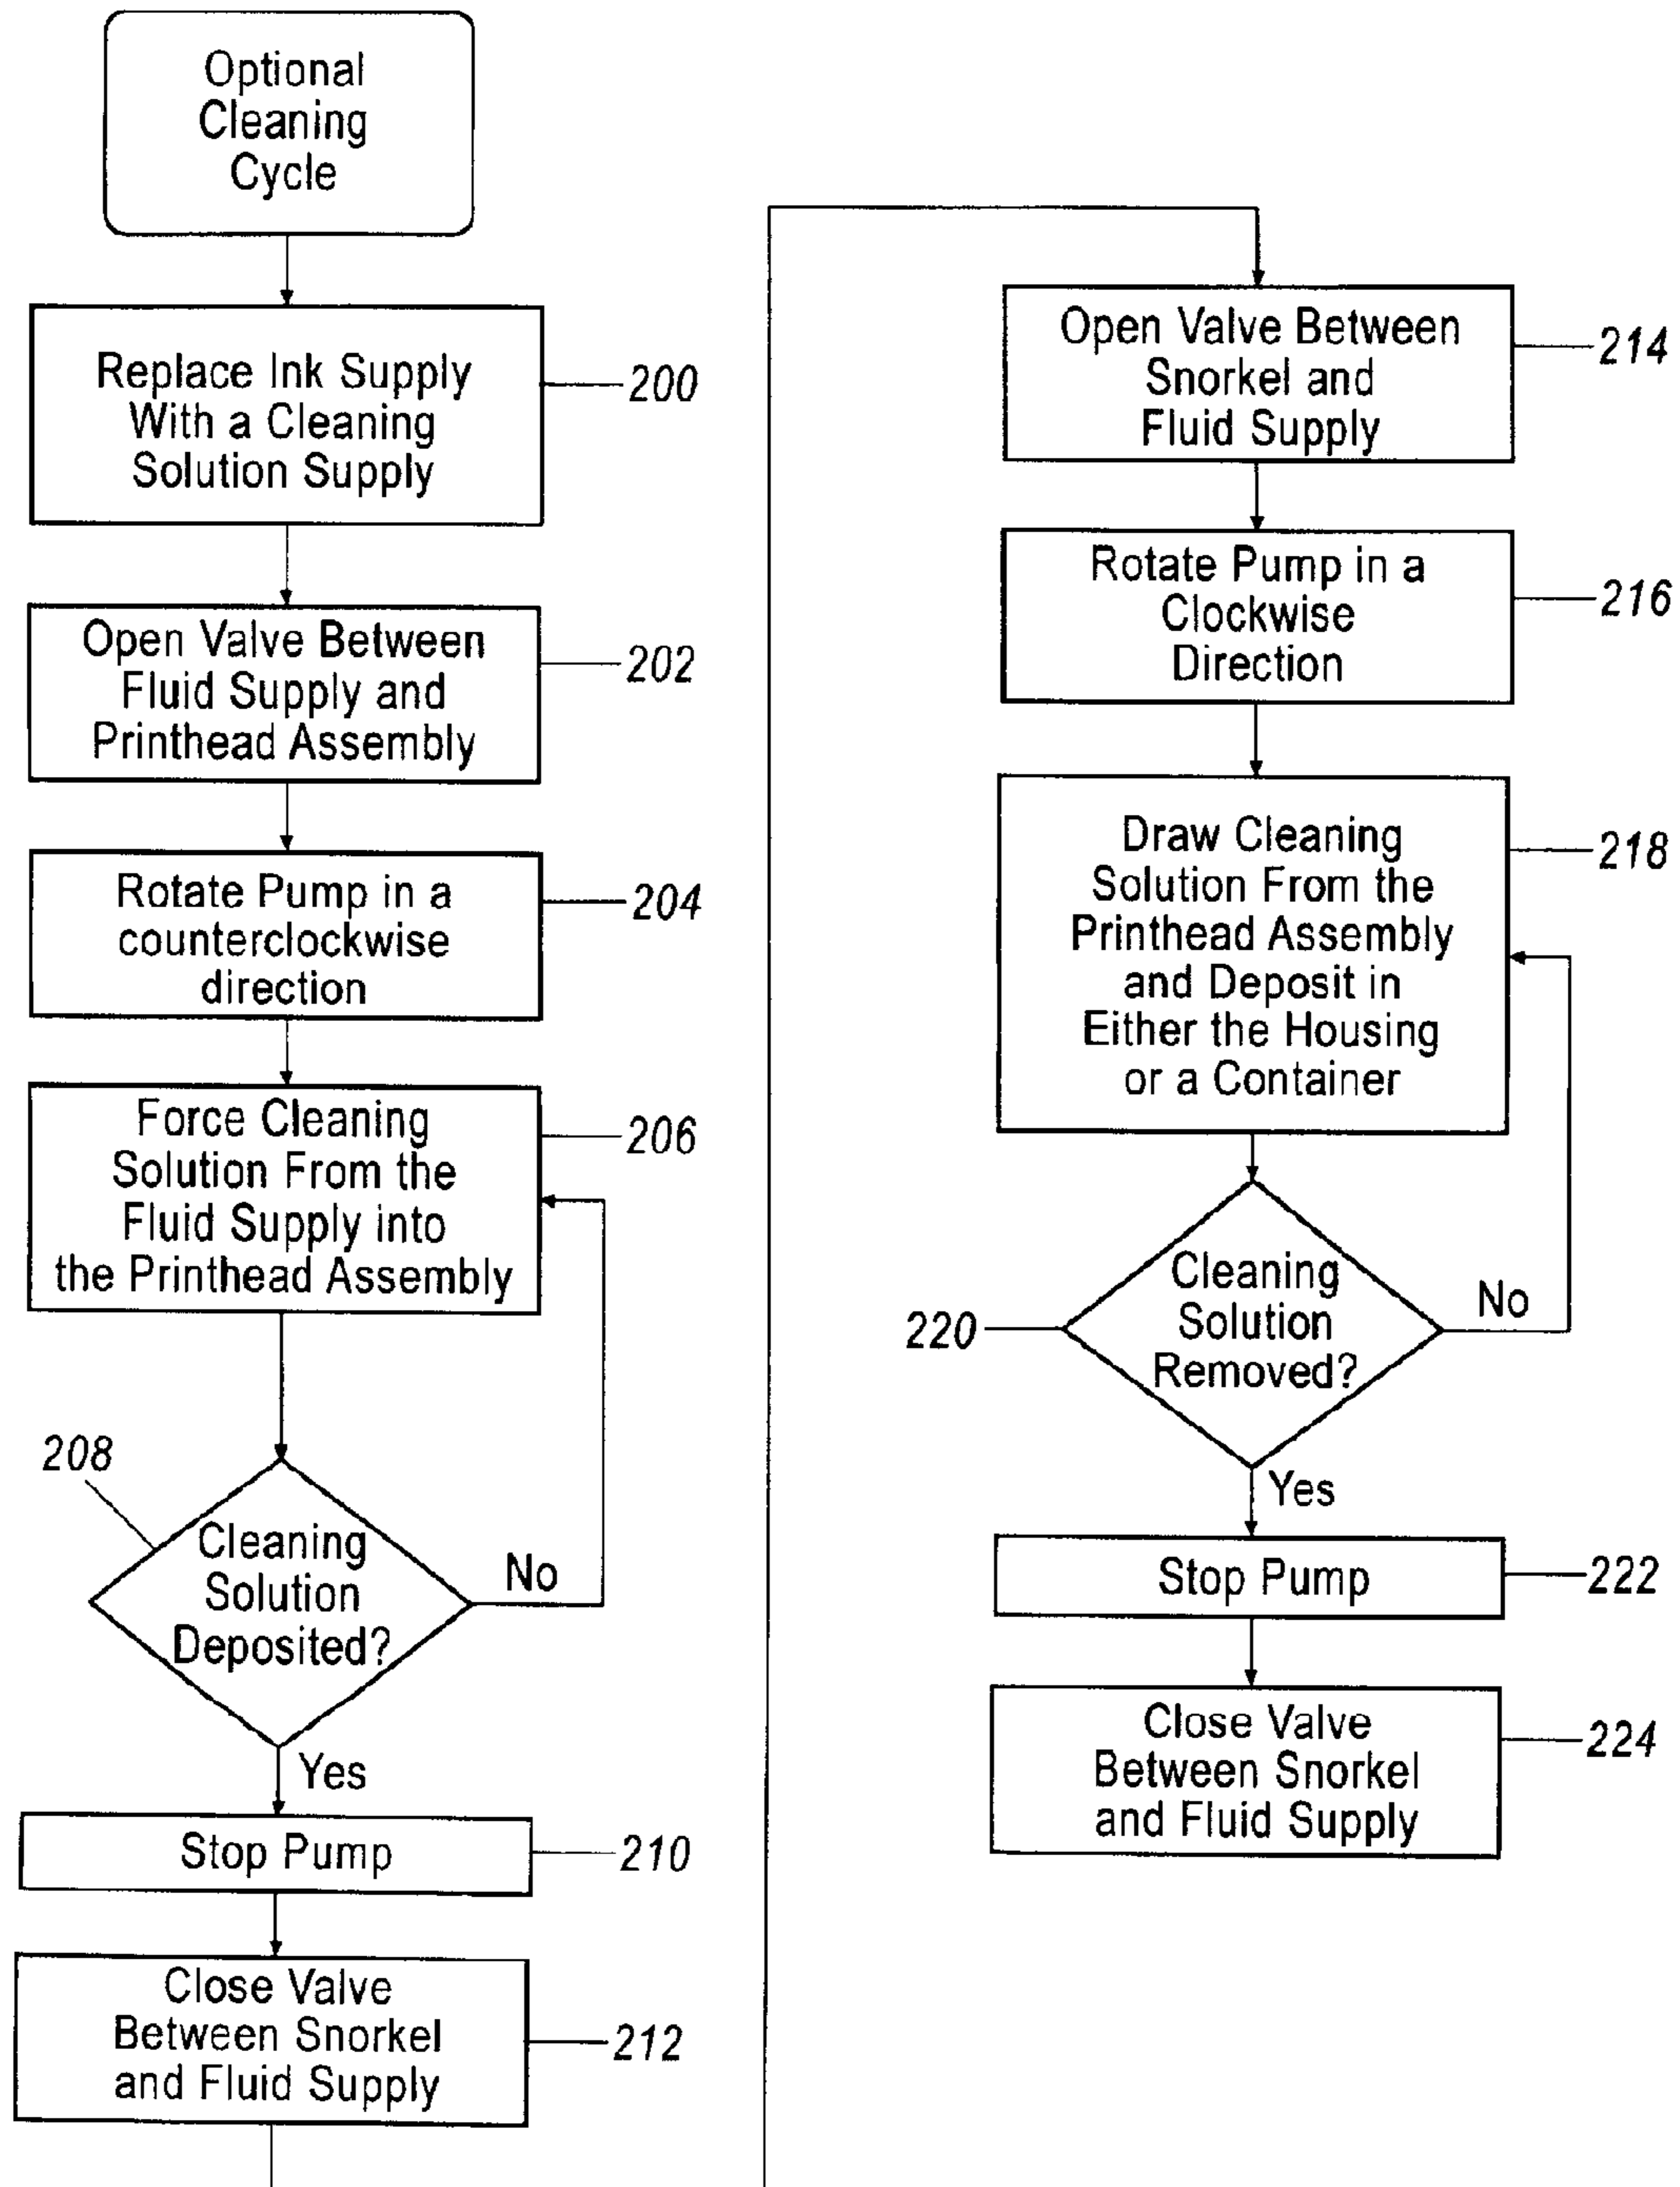 Optional
Cleaning
Cycle
Replace Ink Supply
With a Cleaning
Solution Supply
200
Open Valve Between
Fluid Supply and
Printhead Assembly
202
Rotate Pump in a
counterclockwise
direction
204
Force Cleaning
Solution From the
Fluid Supply into
the Printhead Assembly
206
208
Cleaning
Solution
Deposited?
No
Yes
Stop Pump
210
Close Valve
Between Snorkel
and Fluid Supply
212
Open Valve Between
Snorkel and
Fluid Supply
214
Rotate Pump in a
Clockwise
Direction
216
Draw Cleaning
Solution From the
Printhead Assembly
and Deposit in
Either the Housing
or a Container
218
220
Cleaning
Solution
Removed?
No
Yes
Stop Pump
222
Close Valve
Between Snorkel
and Fluid Supply
224